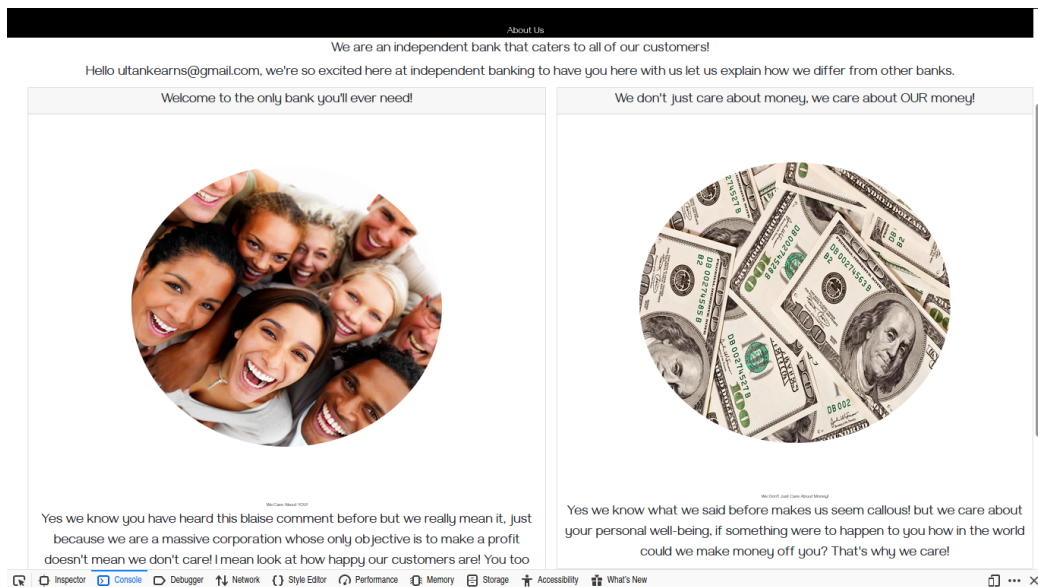 About Us
We are an independent bank that caters to all of our customers!
Hello ultankearns@gmail.com, we're so excited here at independent banking to have you here with us let us explain how we differ from other banks.
Welcome to the only bank you'll ever need!
We Care About YOU!
Yes we know you have heard this blaise comment before but we really mean it, just
because we are a massive corporation whose only objective is to make a profit
doesn't mean we don't care! I mean look at how happy our customers are! You too
We don't just care about money, we care about OUR money!
We Don't Just Care About Money!
Yes we know what we said before makes us seem callous! but we care about
your personal well-being, if something were to happen to you how in the world
could we make money off you? That's why we care!
Inspector Console Debugger Network Style Editor Performance Memory Storage Accessibility What's New